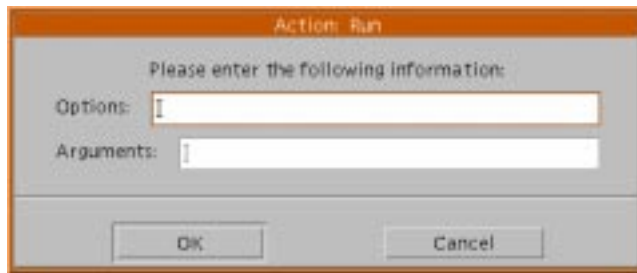 Action: Run
Please enter the following information:
Options:
Arguments:
OK
Cancel